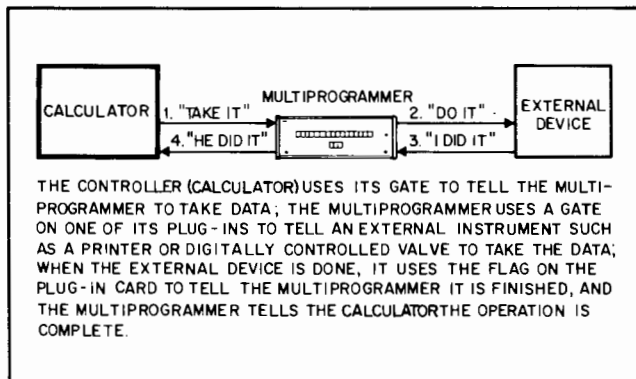 CALCULATOR
1. "TAKE IT"
4. "HE DID IT"
MULTIPROGRAMMER
2. "DO IT"
3. "I DID IT"
EXTERNAL
DEVICE
THE CONTROLLER (CALCULATOR) USES ITS GATE TO TELL THE MULTI-
PROGRAMMER TO TAKE DATA; THE MULTIPROGRAMMER USES A GATE
ON ONE OF ITS PLUG-INS TO TELL AN EXTERNAL INSTRUMENT SUCH
AS A PRINTER OR DIGITALLY CONTROLLED VALVE TO TAKE THE DATA;
WHEN THE EXTERNAL DEVICE IS DONE, IT USES THE FLAG ON THE
PLUG-IN CARD TO TELL THE MULTIPROGRAMMER IT IS FINISHED, AND
THE MULTIPROGRAMMER TELLS THE CALCULATORTHE OPERATION IS
COMPLETE.